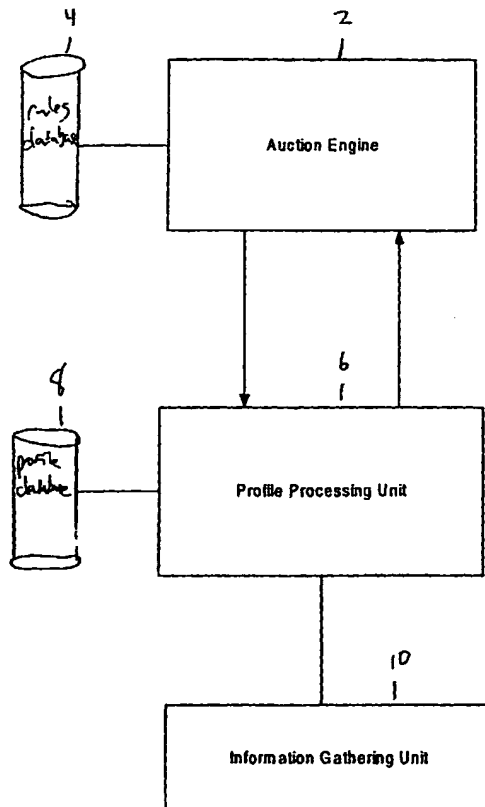 4
2
rules
database
Auction Engine
8
6
profile
database
Profile Processing Unit
10
Information Gathering Unit